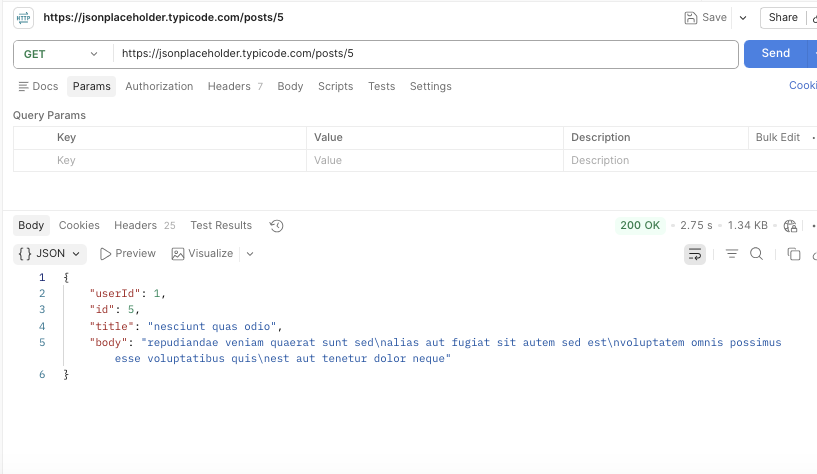 HTTP https://jsonplaceholder.typicode.com/posts/5 Save Share
GET https://jsonplaceholder.typicode.com/posts/5 Send
Docs Params Authorization Headers 7 Body Scripts Tests Settings
Query Params
Key Value Description Bulk Edit
Key Value Description
Body Cookies Headers 25 Test Results 200 OK • 2.75 s • 1.34 KB •
{ } JSON Preview Visualize
1 {
2 "userId": 1,
3 "id": 5,
4 "title": "nesciunt quas odio",
5 "body": "repudiandae veniam quaerat sunt sed\nalias aut fugiat sit autem sed est\nvoluptatem omnis possimus
esse voluptatibus quis\nest aut tenetur dolor neque"
6 }